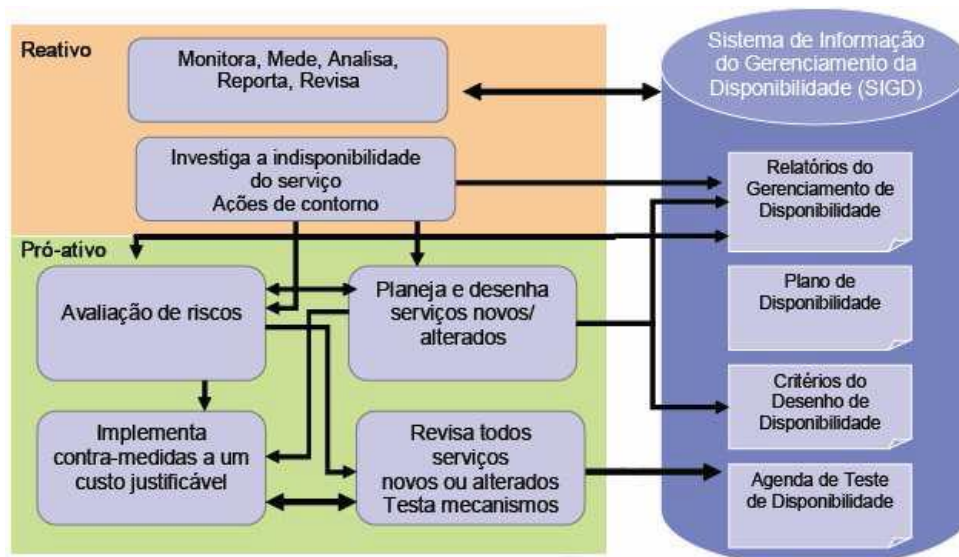 Reativo
Monitora, Mede, Analisa,
Reporta, Revisa
Investiga a indisponibilidade
do serviço
Ações de contorno
Pró-ativo
Avaliação de riscos
Planeja e desenha
serviços novos/
alterados
Implementa
contra-medidas a um
custo justificável
Revisa todos
serviços
novos ou alterados
Testa mecanismos
Sistema de Informação
do Gerenciamento da
Disponibilidade (SIGD)
Relatórios do
Gerenciamento de
Disponibilidade
Plano de
Disponibilidade
Critérios do
Desenho de
Disponibilidade
Agenda de Teste
de Disponibilidade